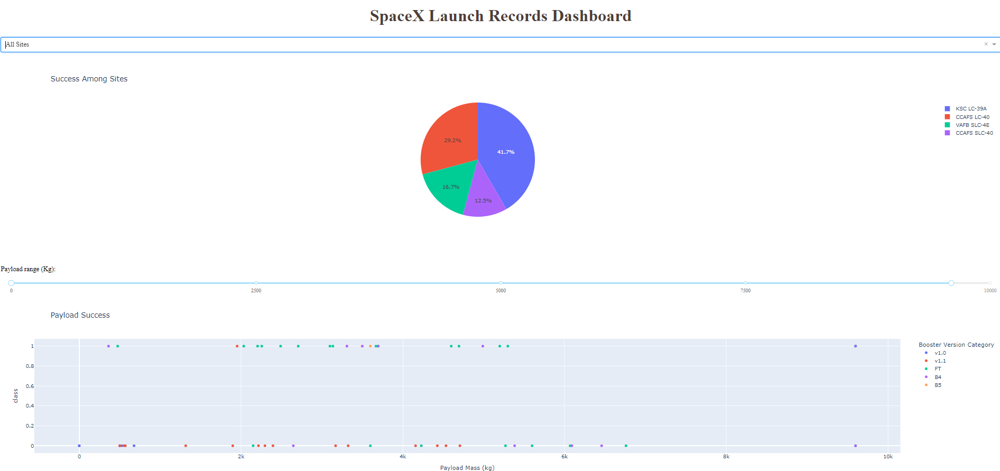 SpaceX Launch Records Dashboard
All Sites
×
Success Among Sites
KSC LC-39A
CCAFS LC-40
VAFB SLC-4E
CCAFS SLC-40
29.2%
41.7%
16.7%
12.5%
Payload range (Kg):
0 2500 5000 7500 10000
Payload Success
Booster Version Category
v1.0
v1.1
FT
B4
B5
class
1
0.8
0.6
0.4
0.2
0
0 2k 4k 6k 8k 10k
Payload Mass (kg)